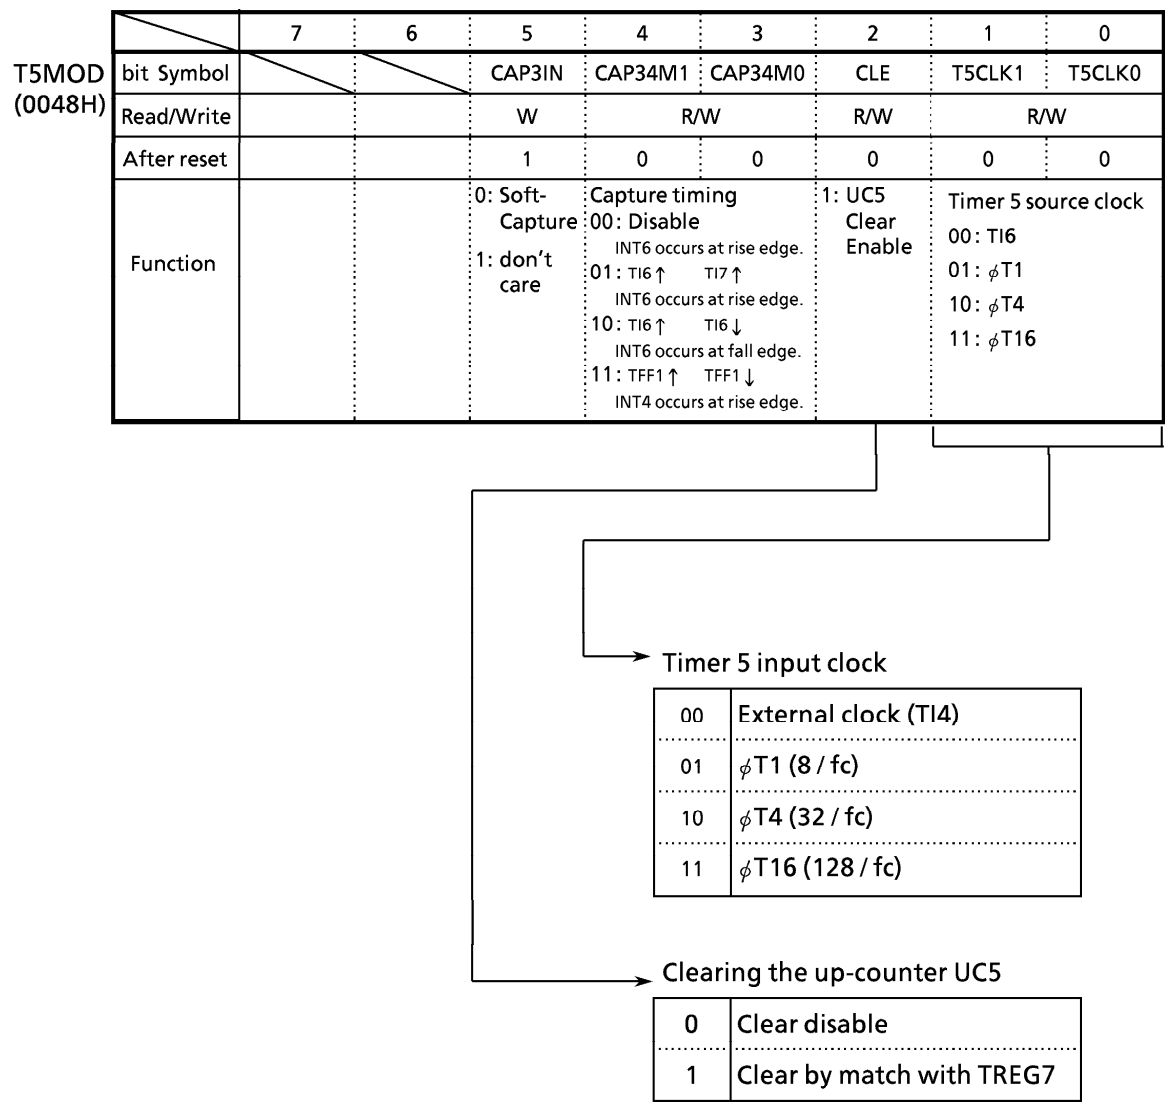 7 6 5 4 3 2 1 0
T5MOD
(0048H)
bit Symbol CAP3IN CAP34M1 CAP34M0 CLE T5CLK1 T5CLK0
Read/Write W R/W R/W R/W
After reset 1 0 0 0 0 0
Function
0: Soft-
Capture
1: don't
care
Capture timing
00: Disable
INT6 occurs at rise edge.
01: TI6↑ TI7↑
INT6 occurs at rise edge.
10: TI6↑ TI6↓
INT6 occurs at fall edge.
11: TFF1↑ TFF1↓
INT4 occurs at rise edge.
1: UC5
Clear
Enable
Timer 5 source clock
00: TI6
01: φT1
10: φT4
11: φT16
Timer 5 input clock
00 External clock (TI4)
01 φT1 (8 / fc)
10 φT4 (32 / fc)
11 φT16 (128 / fc)
Clearing the up-counter UC5
0 Clear disable
1 Clear by match with TREG7